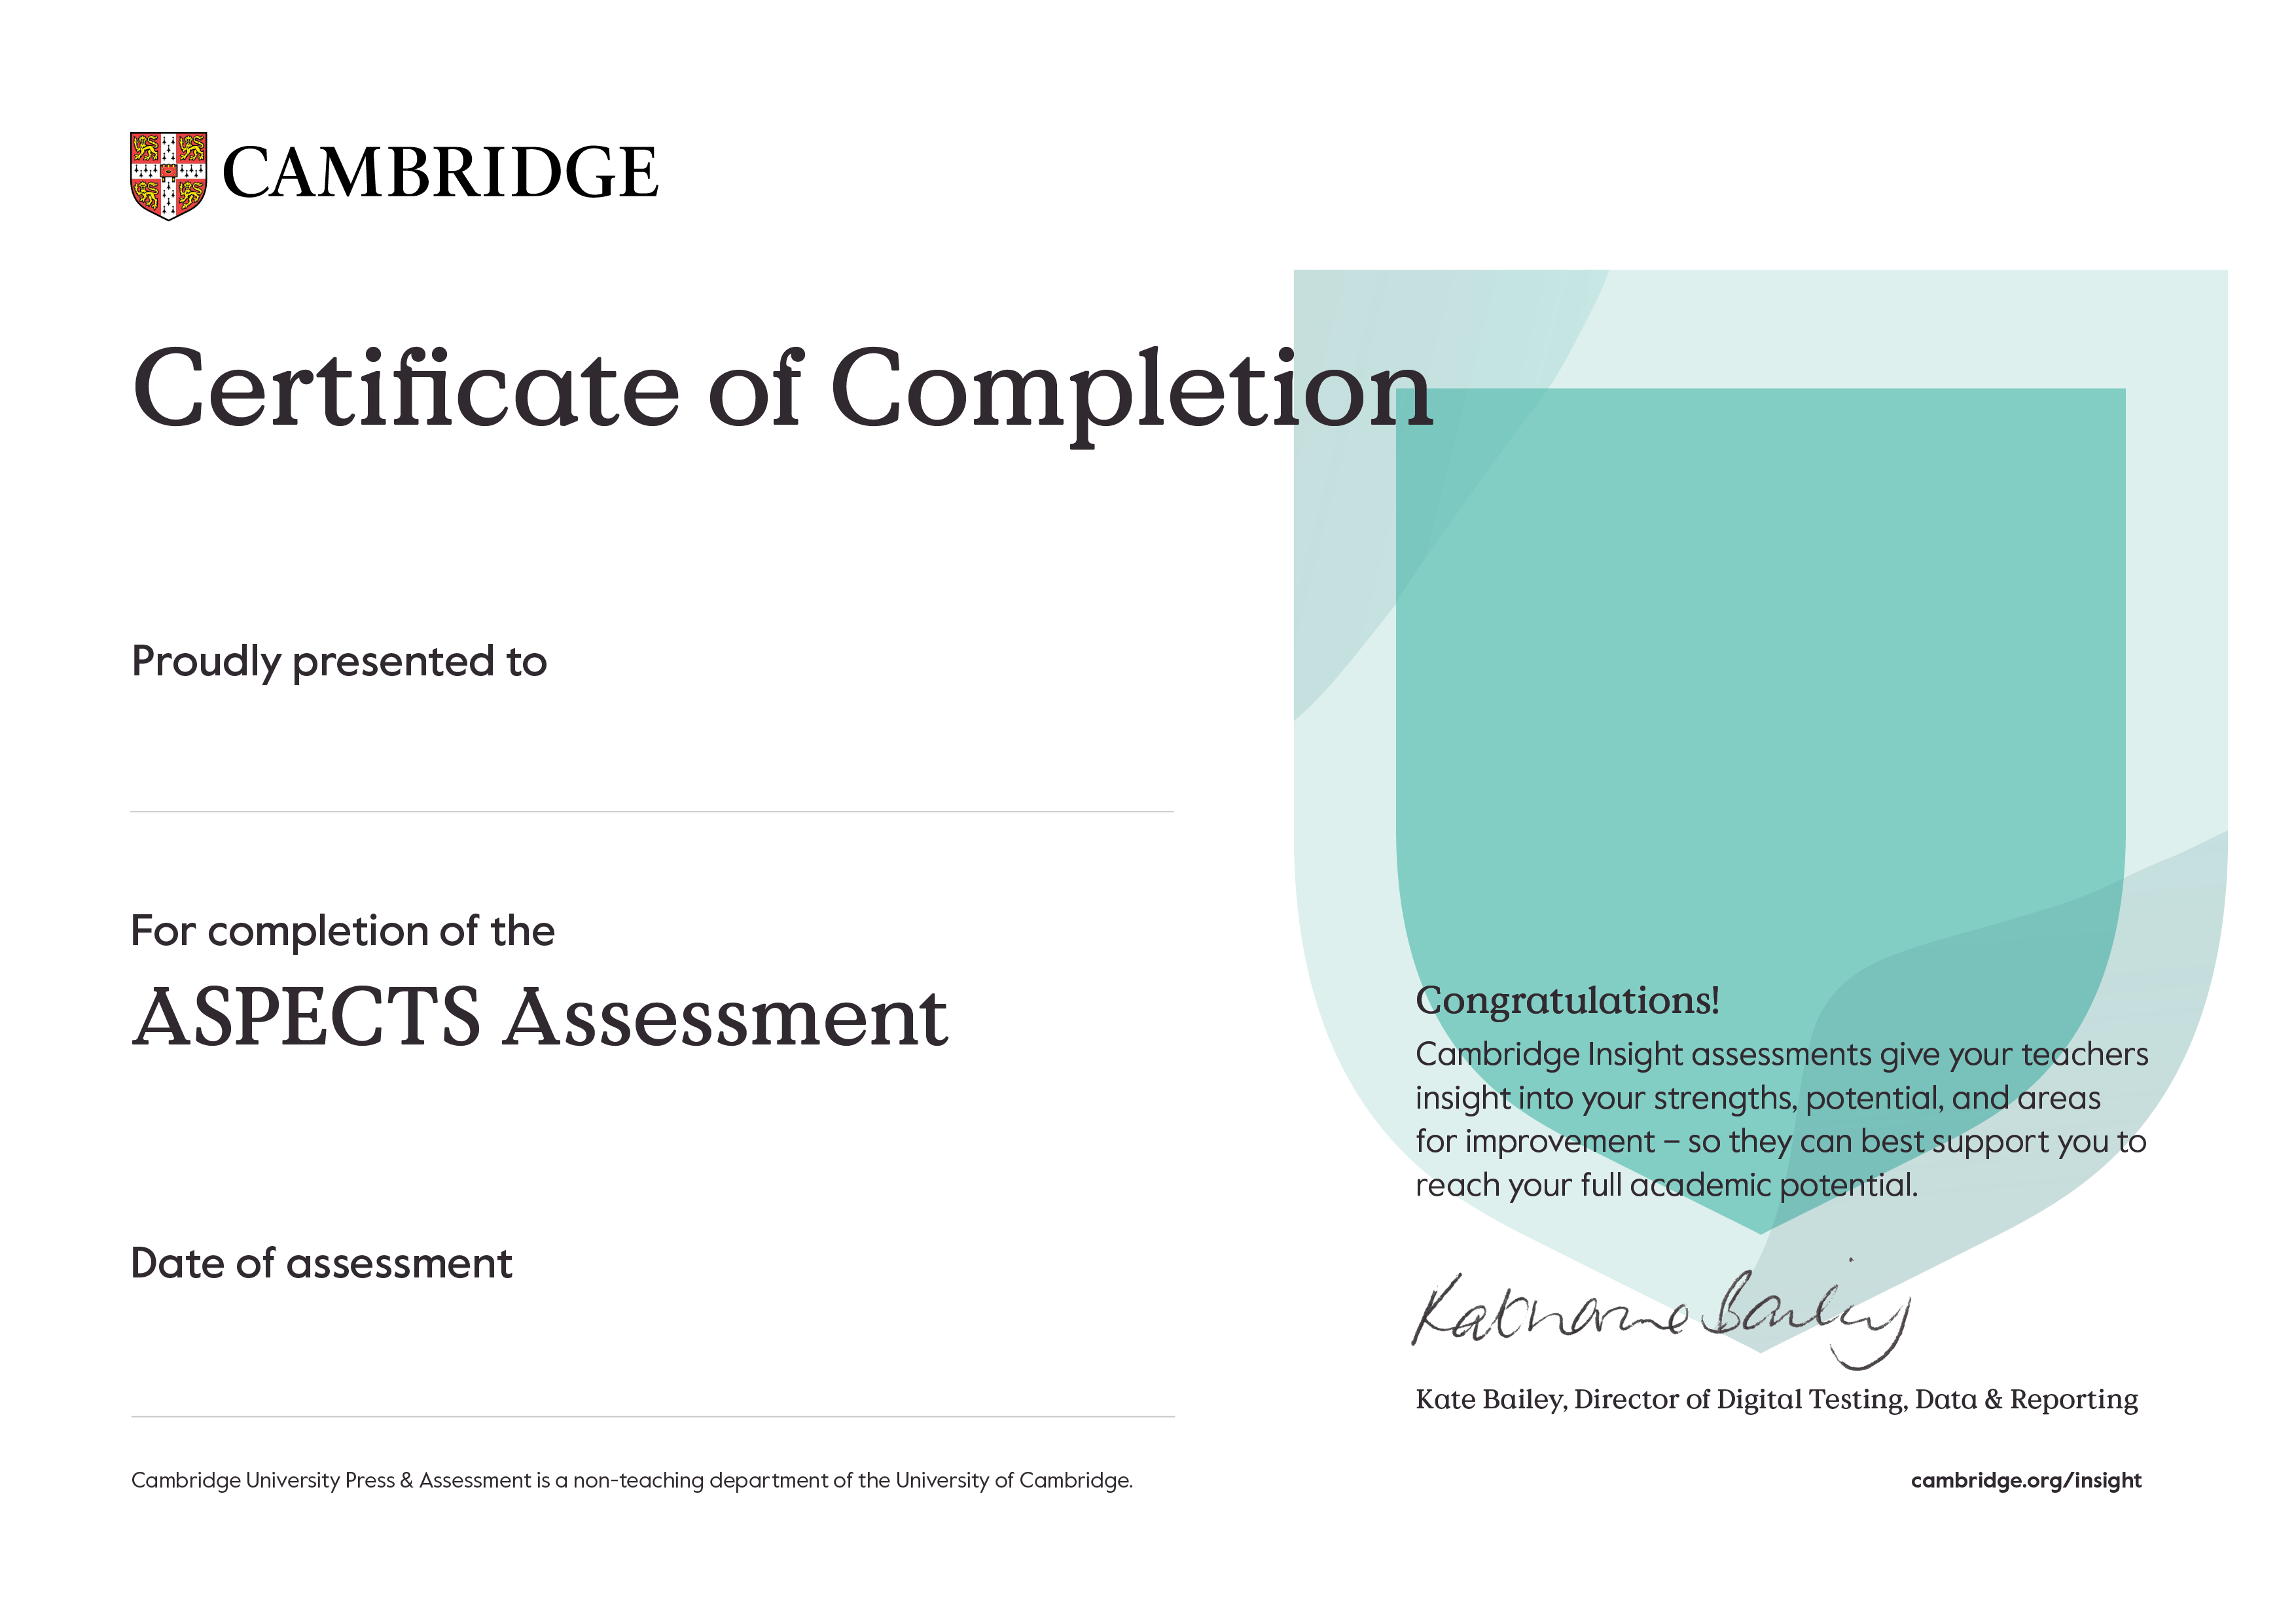 CAMBRIDGE
Certificate of Completion
Proudly presented to
For completion of the
ASPECTS Assessment
Date of assessment
Congratulations!
Cambridge Insight assessments give your teachers
insight into your strengths, potential, and areas
for improvement – so they can best support you to
reach your full academic potential.
Katharine Bailey
Kate Bailey, Director of Digital Testing, Data & Reporting
Cambridge University Press & Assessment is a non-teaching department of the University of Cambridge.
cambridge.org/insight